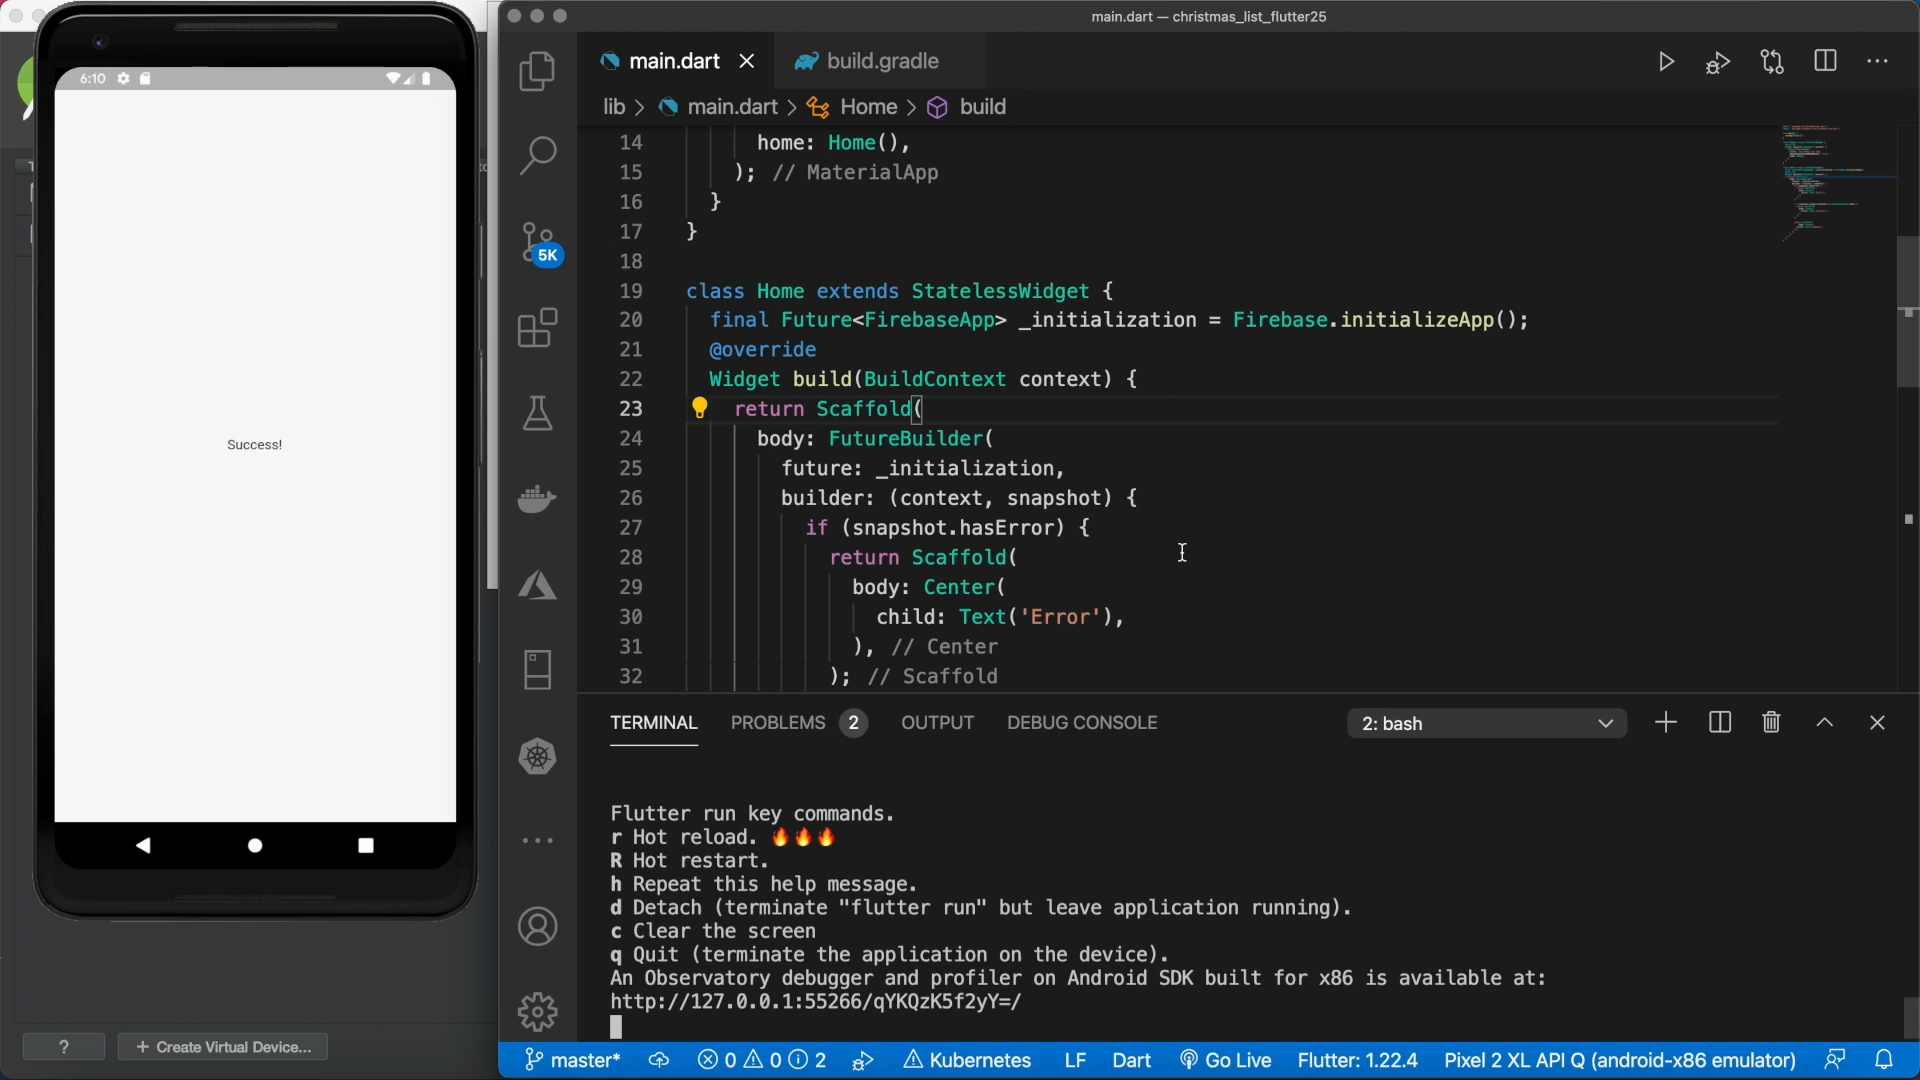 6:10
Success!
?
+ Create Virtual Device...
main.dart — christmas_list_flutter25
main.dart
build.gradle
lib > main.dart > Home > build
5K
14 home: Home(),
15 ); // MaterialApp
16 }
17 }
18
19 class Home extends StatelessWidget {
20 final Future<FirebaseApp> _initialization = Firebase.initializeApp();
21 @override
22 Widget build(BuildContext context) {
23 return Scaffold(
24 body: FutureBuilder(
25 future: _initialization,
26 builder: (context, snapshot) {
27 if (snapshot.hasError) {
28 return Scaffold(
29 body: Center(
30 child: Text('Error'),
31 ), // Center
32 ); // Scaffold
TERMINAL PROBLEMS 2 OUTPUT DEBUG CONSOLE 2: bash
Flutter run key commands.
r Hot reload. 🔥🔥🔥
R Hot restart.
h Repeat this help message.
d Detach (terminate "flutter run" but leave application running).
c Clear the screen
q Quit (terminate the application on the device).
An Observatory debugger and profiler on Android SDK built for x86 is available at:
http://127.0.0.1:55266/qYKQzK5f2yY=/
master* 0 0 2 Kubernetes LF Dart Go Live Flutter: 1.22.4 Pixel 2 XL API Q (android-x86 emulator)